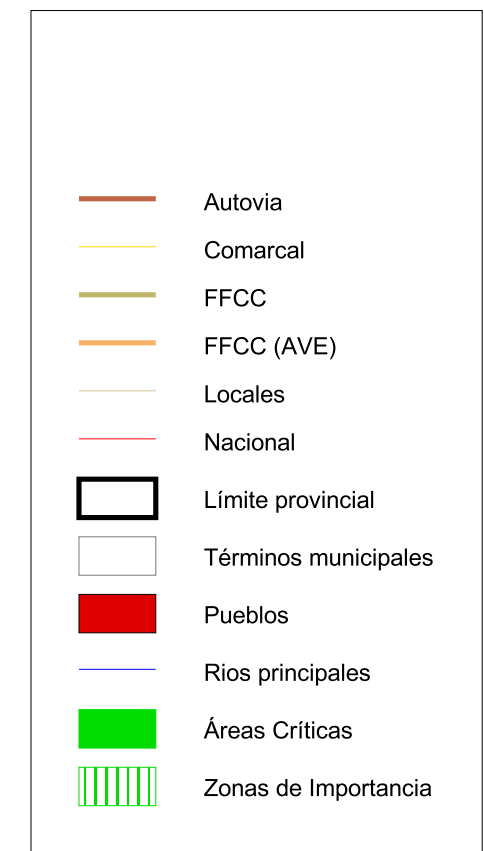 Autovia
Comarcal
FFCC
FFCC (AVE)
Locales
Nacional
Límite provincial
Términos municipales
Pueblos
Rios principales
Áreas Críticas
Zonas de Importancia